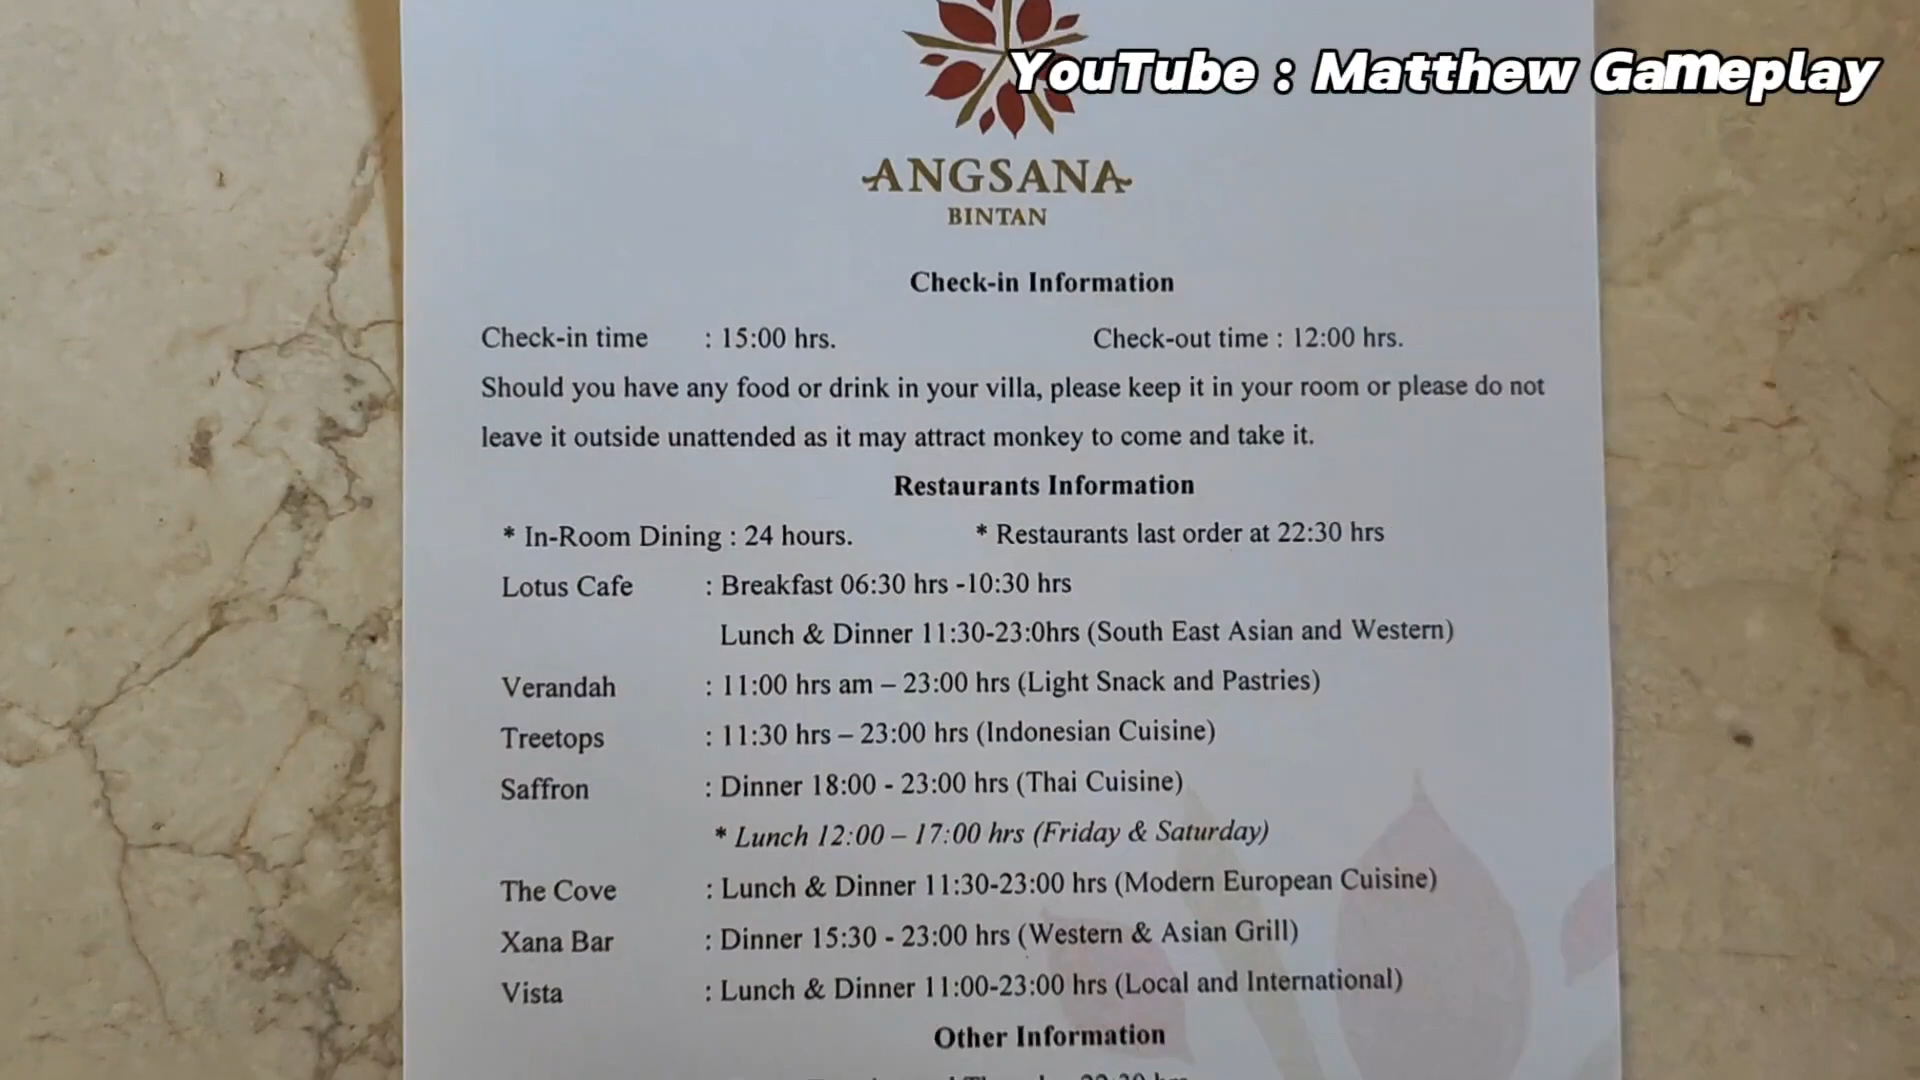 YouTube : Matthew Gameplay
ANGSANA
BINTAN
Check-in Information
Check-in time : 15:00 hrs. Check-out time : 12:00 hrs.
Should you have any food or drink in your villa, please keep it in your room or please do not
leave it outside unattended as it may attract monkey to come and take it.
Restaurants Information
* In-Room Dining : 24 hours. * Restaurants last order at 22:30 hrs
Lotus Cafe : Breakfast 06:30 hrs -10:30 hrs
Lunch & Dinner 11:30-23:0hrs (South East Asian and Western)
Verandah : 11:00 hrs am – 23:00 hrs (Light Snack and Pastries)
Treetops : 11:30 hrs – 23:00 hrs (Indonesian Cuisine)
Saffron : Dinner 18:00 - 23:00 hrs (Thai Cuisine)
* Lunch 12:00 – 17:00 hrs (Friday & Saturday)
The Cove : Lunch & Dinner 11:30-23:00 hrs (Modern European Cuisine)
Xana Bar : Dinner 15:30 - 23:00 hrs (Western & Asian Grill)
Vista : Lunch & Dinner 11:00-23:00 hrs (Local and International)
Other Information